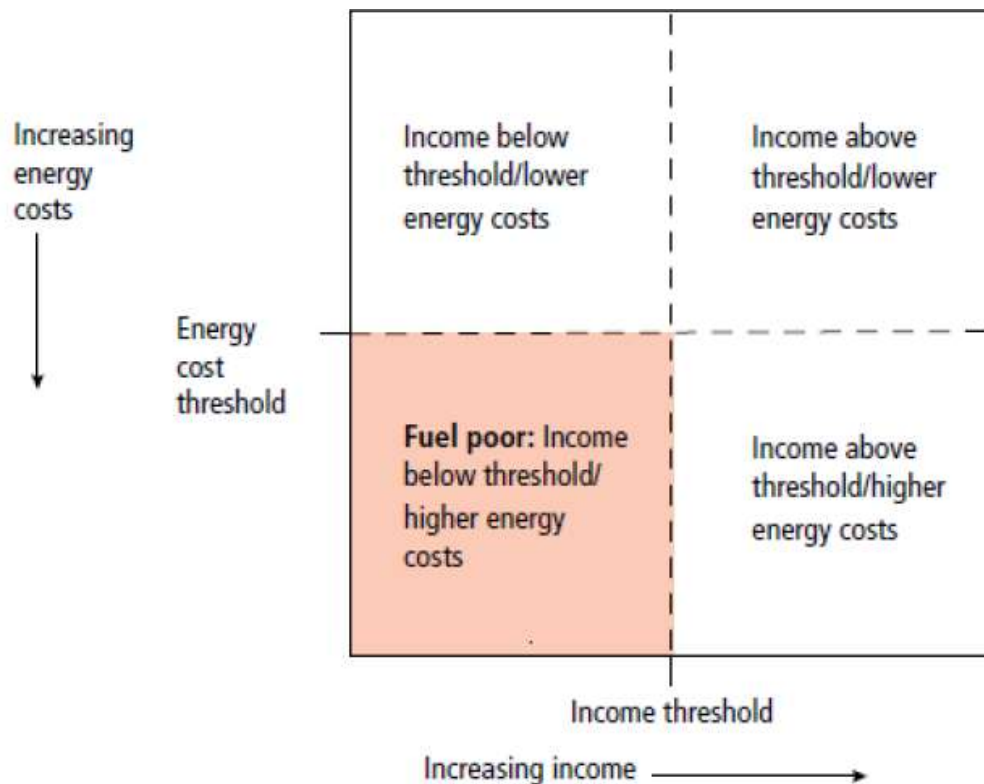 Increasing
energy
costs
Income below
threshold/lower
energy costs
Income above
threshold/lower
energy costs
Energy
cost
threshold
Fuel poor: Income
below threshold/
higher energy
costs
Income above
threshold/higher
energy costs
Income threshold
Increasing income